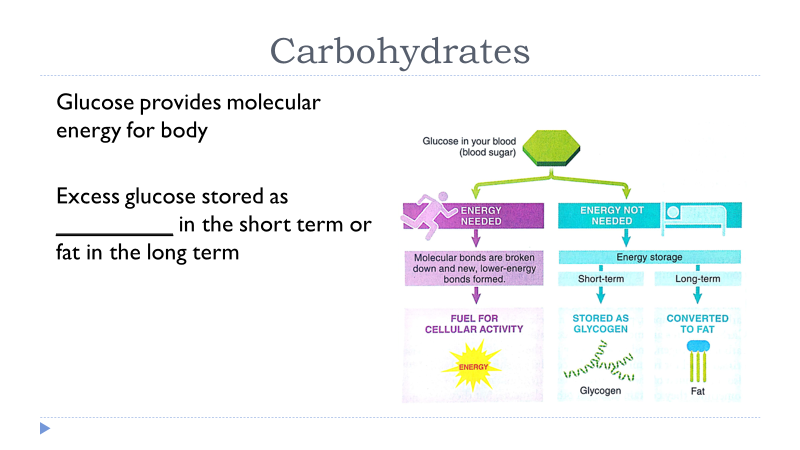 Carbohydrates
Glucose provides molecular
energy for body
Excess glucose stored as
__________ in the short term or
fat in the long term
Glucose in your blood
(blood sugar)
ENERGY
NEEDED
ENERGY NOT
NEEDED
Molecular bonds are broken
down and new, lower-energy
bonds formed.
Energy storage
Short-term
Long-term
FUEL FOR
CELLULAR ACTIVITY
STORED AS
GLYCOGEN
CONVERTED
TO FAT
ENERGY
Glycogen
Fat